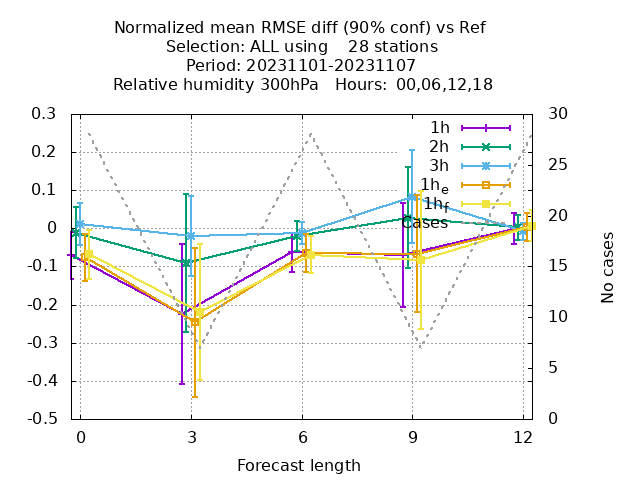 Normalized mean RMSE diff (90% conf) vs Ref
Selection: ALL using    28 stations
Period: 20231101-20231107
Relative humidity 300hPa   Hours:  00,06,12,18
0.3
0.2
0.1
0
-0.1
-0.2
-0.3
-0.4
-0.5
1h
2h
3h
1he
1hf
Cases
30
25
20
15
10
5
0
No cases
0 3 6 9 12
Forecast length